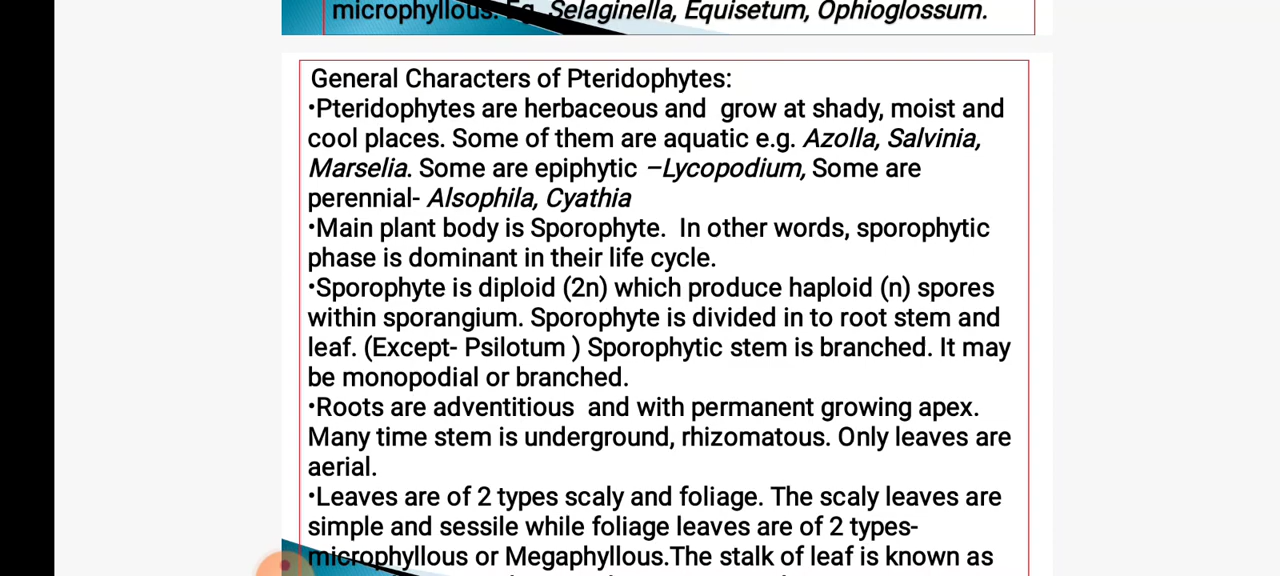 microphyllous. Eg. Selaginella, Equisetum, Ophioglossum.
General Characters of Pteridophytes:
•Pteridophytes are herbaceous and  grow at shady, moist and
cool places. Some of them are aquatic e.g. Azolla, Salvinia,
Marselia. Some are epiphytic –Lycopodium, Some are
perennial- Alsophila, Cyathia
•Main plant body is Sporophyte.  In other words, sporophytic
phase is dominant in their life cycle.
•Sporophyte is diploid (2n) which produce haploid (n) spores
within sporangium. Sporophyte is divided in to root stem and
leaf. (Except- Psilotum ) Sporophytic stem is branched. It may
be monopodial or branched.
•Roots are adventitious  and with permanent growing apex.
Many time stem is underground, rhizomatous. Only leaves are
aerial.
•Leaves are of 2 types scaly and foliage. The scaly leaves are
simple and sessile while foliage leaves are of 2 types-
microphyllous or Megaphyllous.The stalk of leaf is known as